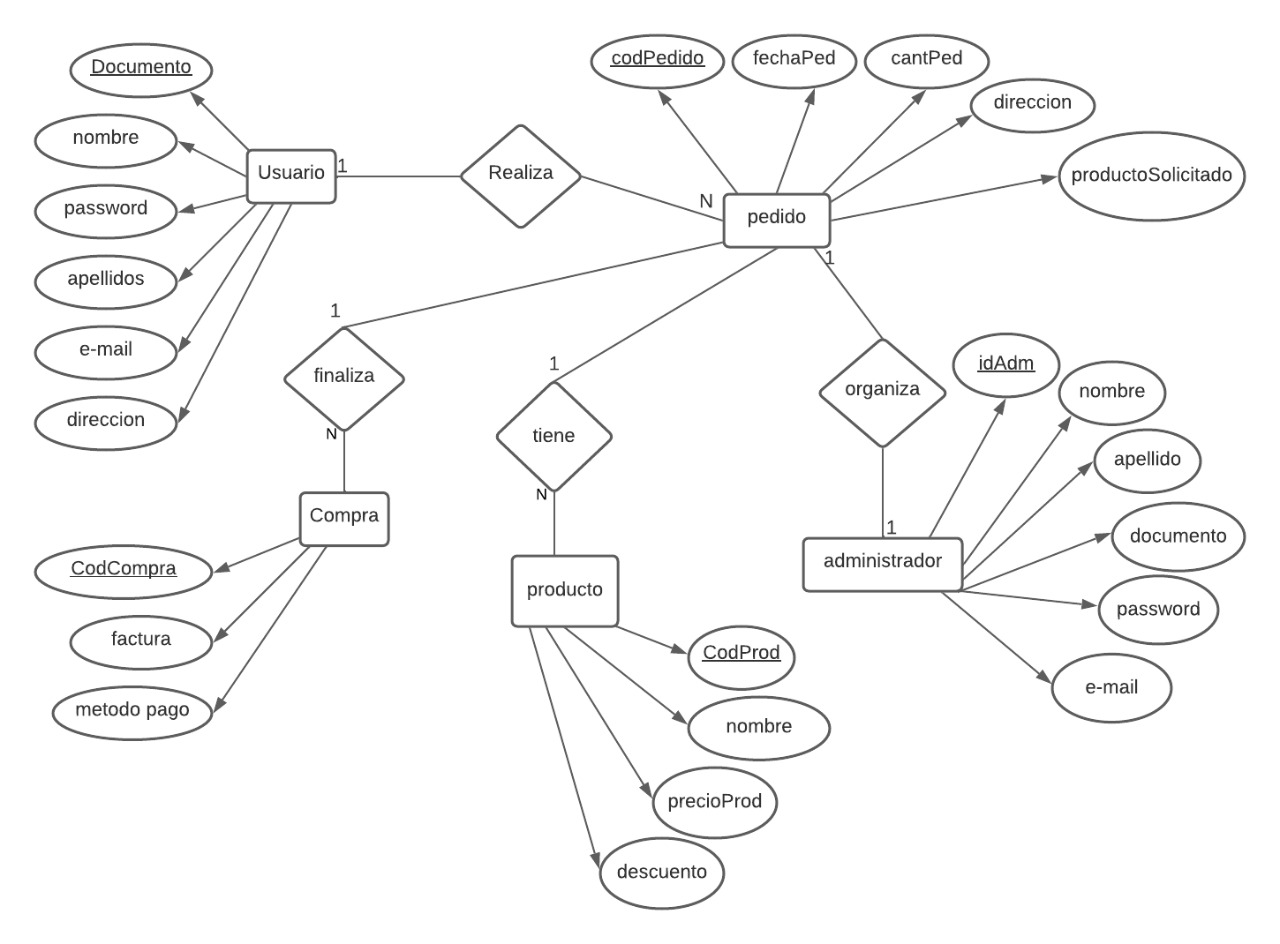 Documento
nombre
password
apellidos
e-mail
direccion
Usuario
1
Realiza
N
codPedido
fechaPed
cantPed
direccion
productoSolicitado
pedido
1
1
finaliza
N
Compra
CodCompra
factura
metodo pago
1
tiene
N
producto
CodProd
nombre
precioProd
descuento
organiza
1
administrador
idAdm
nombre
apellido
documento
password
e-mail